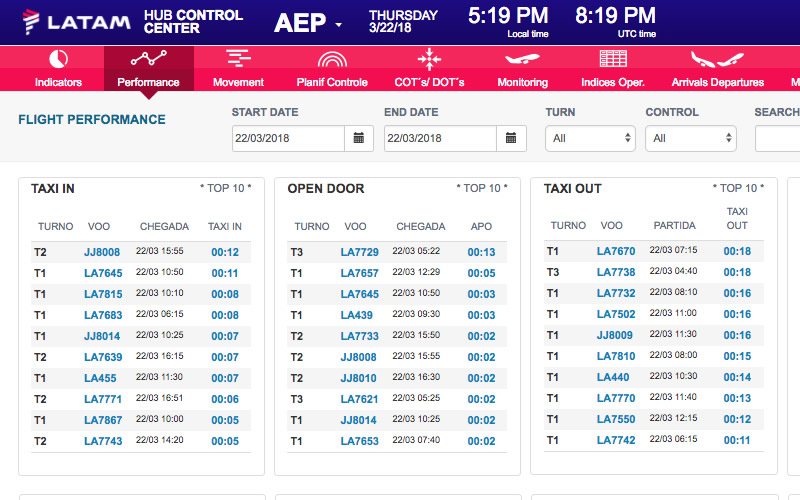 LATAM
HUB CONTROL
CENTER
AEP
THURSDAY
3/22/18
5:19 PM
Local time
8:19 PM
UTC time
Indicators
Performance
Movement
Planif Controle
COT´s/ DOT´s
Monitoring
Indices Oper.
Arrivals Departures
M
FLIGHT PERFORMANCE
START DATE
END DATE
TURN
CONTROL
SEARCH
22/03/2018
22/03/2018
All
All
TAXI IN
* TOP 10 *
TURNO VOO CHEGADA TAXI IN
T2 JJ8008 22/03 15:55 00:12
T1 LA7645 22/03 10:50 00:11
T1 LA7815 22/03 10:10 00:08
T1 LA7683 22/03 06:15 00:08
T1 JJ8014 22/03 10:25 00:07
T2 LA7639 22/03 16:15 00:07
T1 LA455 22/03 11:30 00:07
T2 LA7771 22/03 16:51 00:06
T1 LA7867 22/03 10:00 00:05
T2 LA7743 22/03 14:20 00:05
OPEN DOOR
* TOP 10 *
TURNO VOO CHEGADA APO
T3 LA7729 22/03 05:22 00:13
T1 LA7657 22/03 12:29 00:05
T1 LA7645 22/03 10:50 00:03
T1 LA439 22/03 09:30 00:03
T2 LA7733 22/03 15:50 00:02
T2 JJ8008 22/03 15:55 00:02
T2 JJ8010 22/03 16:30 00:02
T3 LA7621 22/03 05:25 00:02
T1 JJ8014 22/03 10:25 00:02
T1 LA7653 22/03 07:40 00:02
TAXI OUT
* TOP 10 *
TURNO VOO PARTIDA TAXI
OUT
T1 LA7670 22/03 07:15 00:18
T3 LA7738 22/03 04:40 00:18
T1 LA7732 22/03 08:10 00:16
T1 LA7502 22/03 11:00 00:16
T1 JJ8009 22/03 11:30 00:16
T1 LA7810 22/03 08:00 00:15
T1 LA440 22/03 10:30 00:14
T1 LA7770 22/03 11:40 00:13
T1 LA7550 22/03 12:15 00:12
T1 LA7742 22/03 06:15 00:11